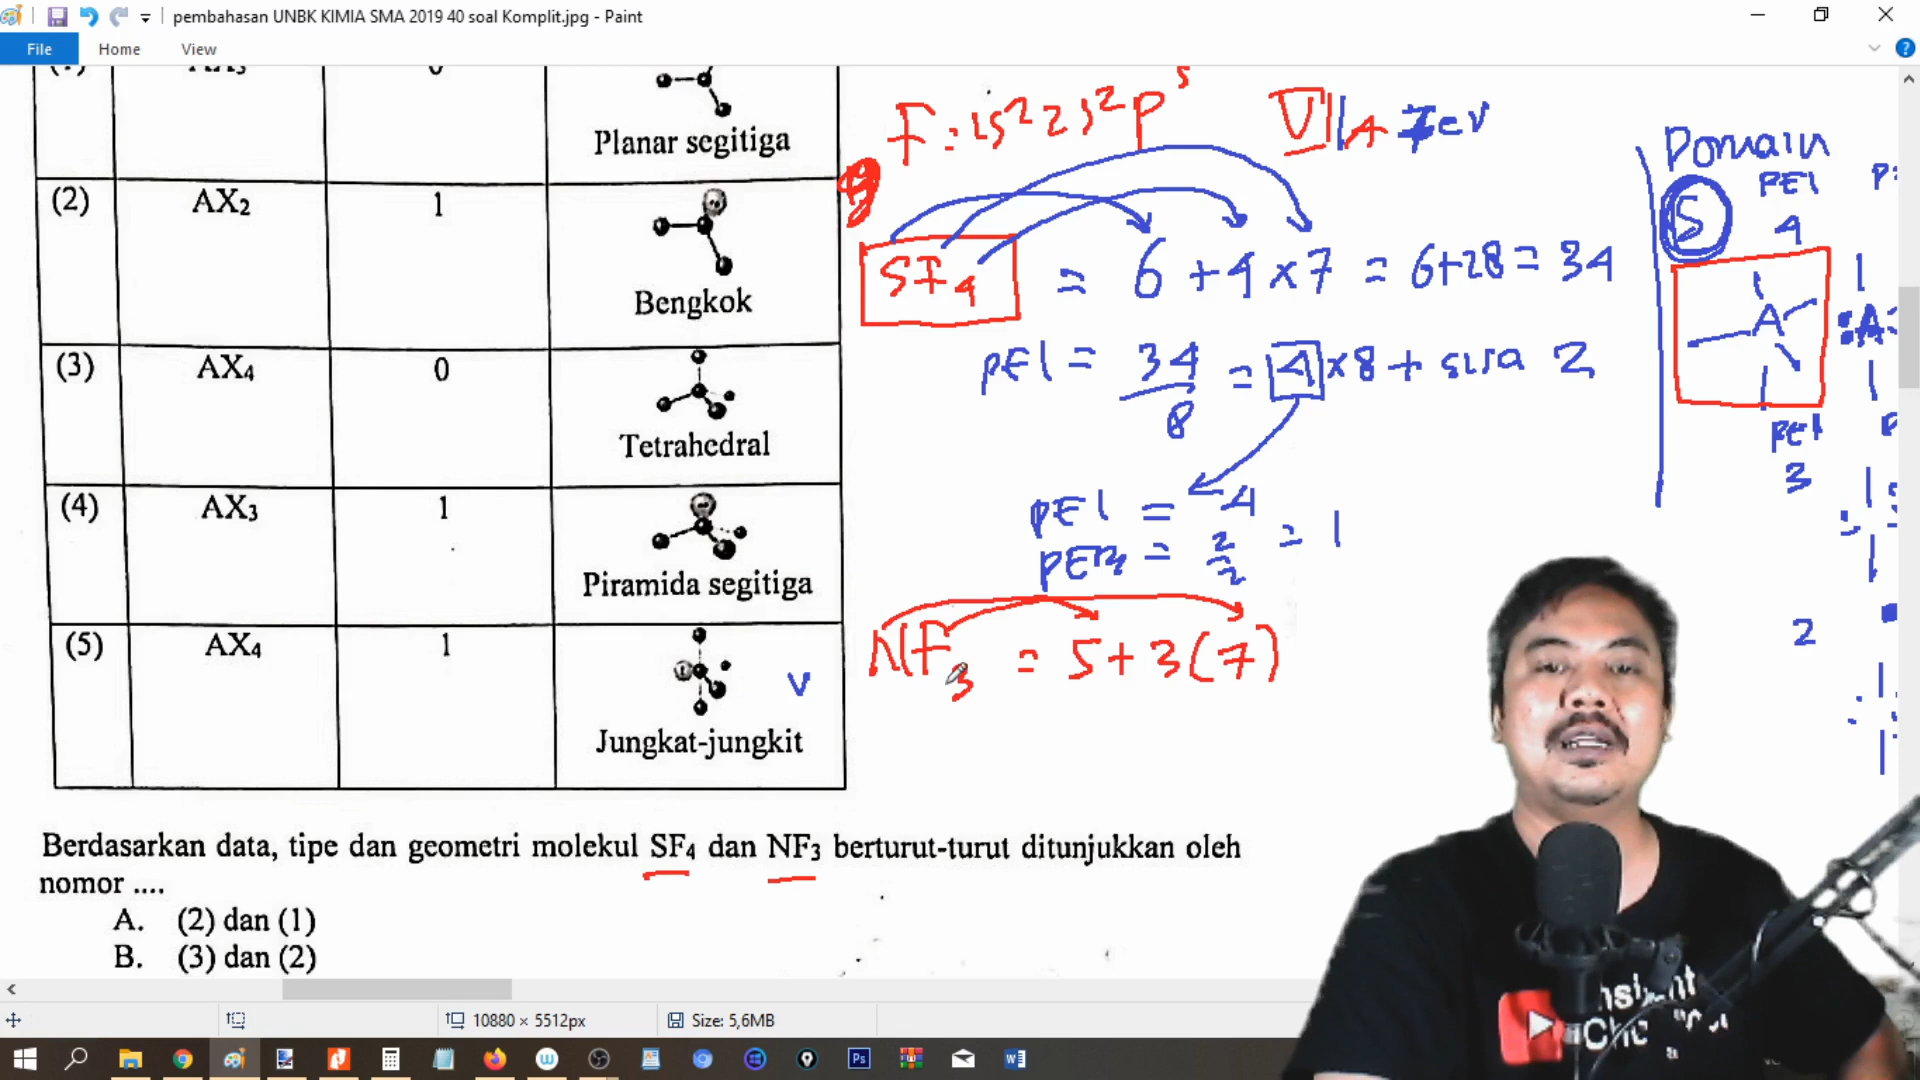 pembahasan UNBK KIMIA SMA 2019 40 soal Komplit.jpg - Paint
File Home View
Planar segitiga
(2) AX₂ 1
Bengkok
(3) AX₄ 0
Tetrahedral
(4) AX₃ 1
Piramida segitiga
(5) AX₄ 1
Jungkat-jungkit
V
F = 1s² 2s² p⁵ VIIA 7ev
SF₄ = 6 + 4 × 7 = 6+28 = 34
PEI = 34/8 = 4 × 8 + sisa 2
PEI = 4
PEB = 2/2 = 1
NF₃ = 5 + 3(7)
Domain
5 PEI
4
A
PEI
3
2
Berdasarkan data, tipe dan geometri molekul SF₄ dan NF₃ berturut-turut ditunjukkan oleh
nomor ....
A. (2) dan (1)
B. (3) dan (2)
10880 × 5512px Size: 5,6MB